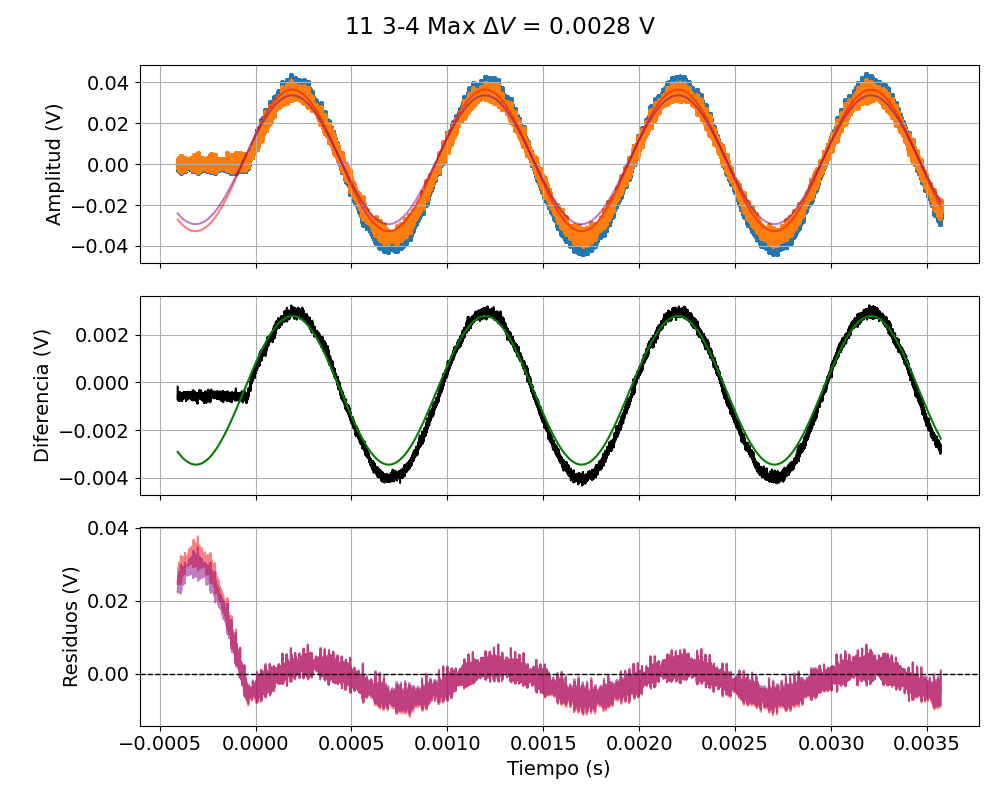 11 3-4 Max ΔV = 0.0028 V
0.04
0.02
0.00
−0.02
−0.04
Amplitud (V)
0.002
0.000
−0.002
−0.004
Diferencia (V)
0.04
0.02
0.00
Residuos (V)
−0.0005 0.0000 0.0005 0.0010 0.0015 0.0020 0.0025 0.0030 0.0035
Tiempo (s)